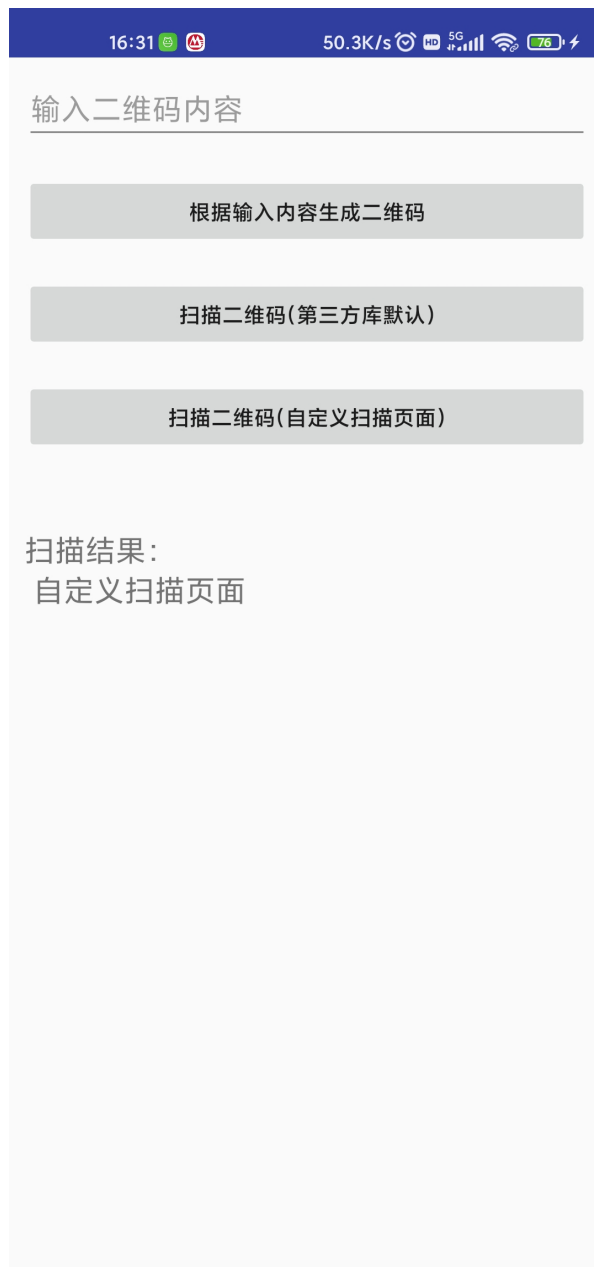 16:31 50.3K/s HD 5G 76
输入二维码内容
根据输入内容生成二维码
扫描二维码(第三方库默认)
扫描二维码(自定义扫描页面)
扫描结果:
自定义扫描页面